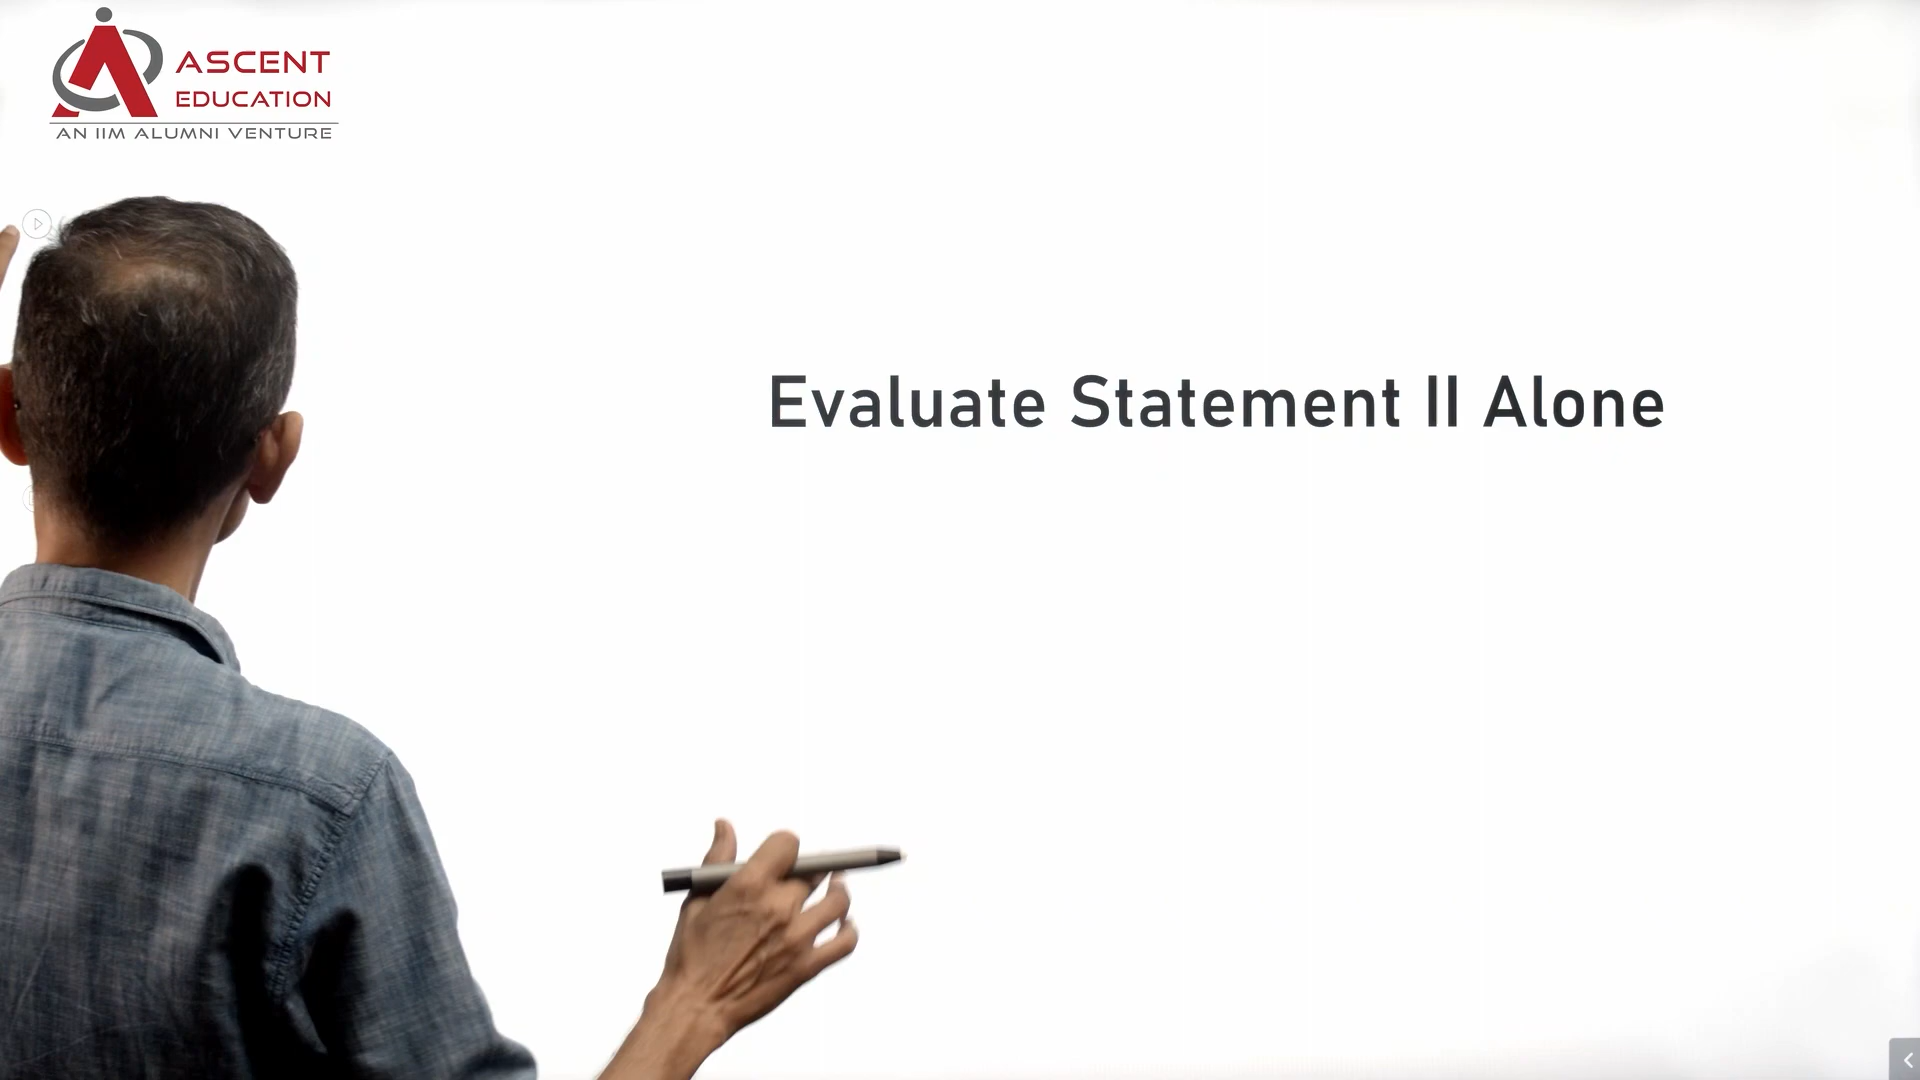 ASCENT
EDUCATION
AN IIM ALUMNI VENTURE
Evaluate Statement II Alone